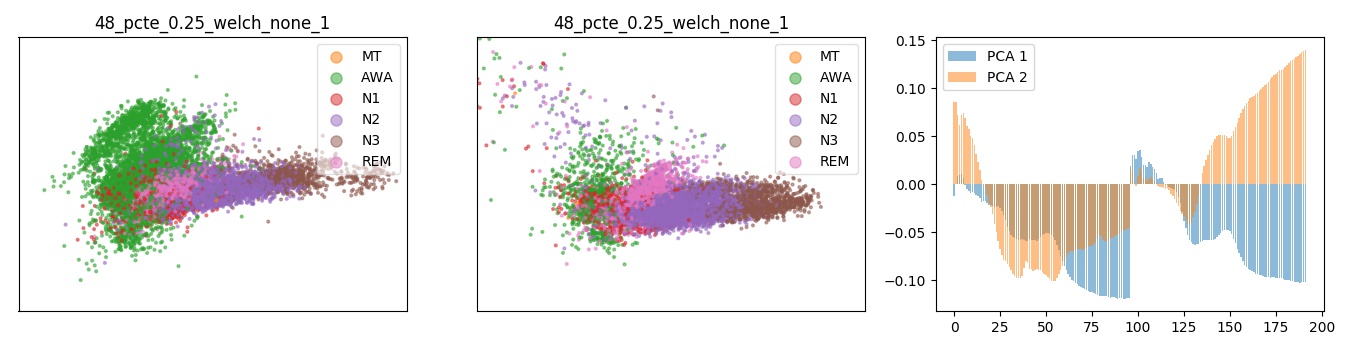 48_pcte_0.25_welch_none_1
MT
AWA
N1
N2
N3
REM
48_pcte_0.25_welch_none_1
MT
AWA
N1
N2
N3
REM
PCA 1
PCA 2
0.15
0.10
0.05
0.00
−0.05
−0.10
0 25 50 75 100 125 150 175 200